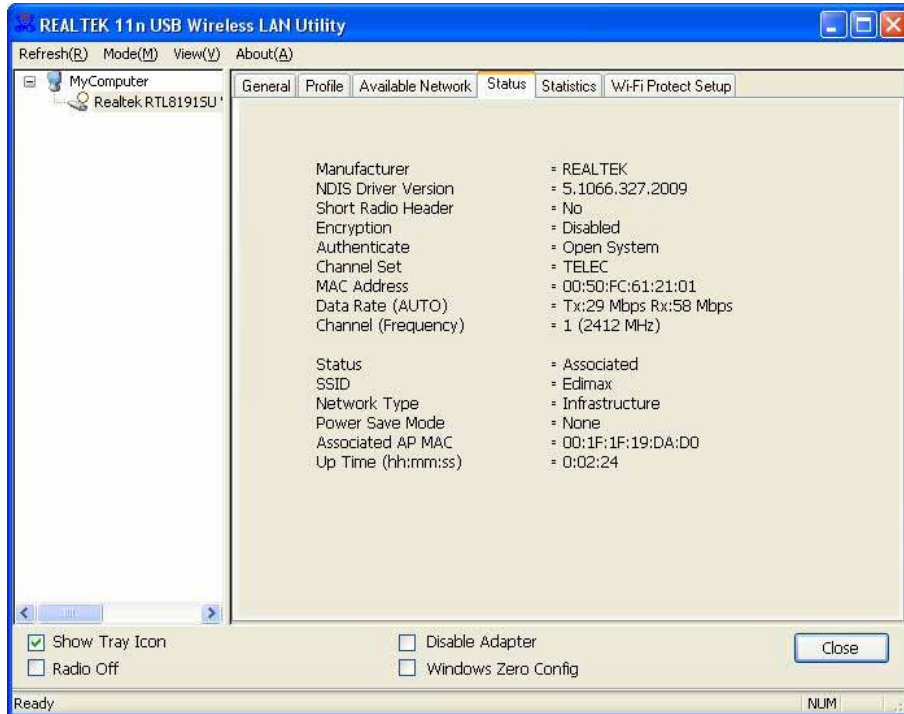 REALTEK 11n USB Wireless LAN Utility
Refresh(R) Mode(M) View(V) About(A)
MyComputer
Realtek RTL8191SU
General Profile Available Network Status Statistics Wi-Fi Protect Setup
Manufacturer = REALTEK
NDIS Driver Version = 5.1066.327.2009
Short Radio Header = No
Encryption = Disabled
Authenticate = Open System
Channel Set = TELEC
MAC Address = 00:50:FC:61:21:01
Data Rate (AUTO) = Tx:29 Mbps Rx:58 Mbps
Channel (Frequency) = 1 (2412 MHz)
Status = Associated
SSID = Edimax
Network Type = Infrastructure
Power Save Mode = None
Associated AP MAC = 00:1F:1F:19:DA:D0
Up Time (hh:mm:ss) = 0:02:24
Show Tray Icon Disable Adapter
Radio Off Windows Zero Config
Close
Ready NUM